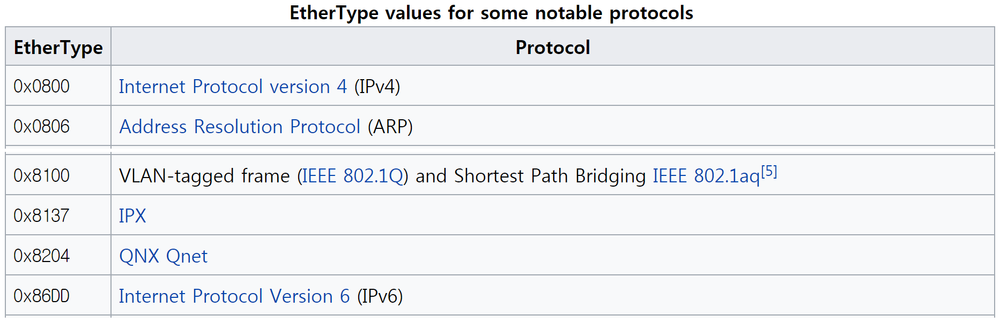 EtherType values for some notable protocols
EtherType Protocol
0x0800 Internet Protocol version 4 (IPv4)
0x0806 Address Resolution Protocol (ARP)
0x8100 VLAN-tagged frame (IEEE 802.1Q) and Shortest Path Bridging IEEE 802.1aq[5]
0x8137 IPX
0x8204 QNX Qnet
0x86DD Internet Protocol Version 6 (IPv6)